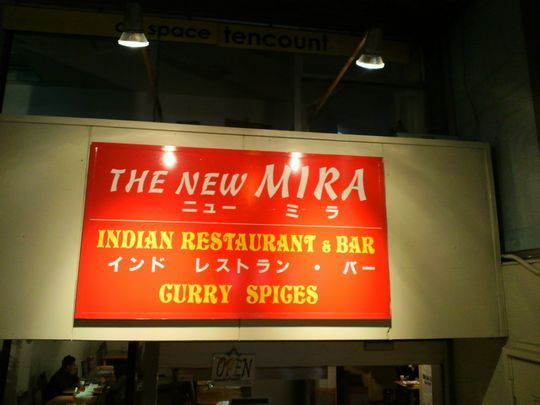 space tencount
THE NEW MIRA
ニュー ミラ
INDIAN RESTAURANT & BAR
インド レストラン ・ バー
CURRY SPICES
OPEN